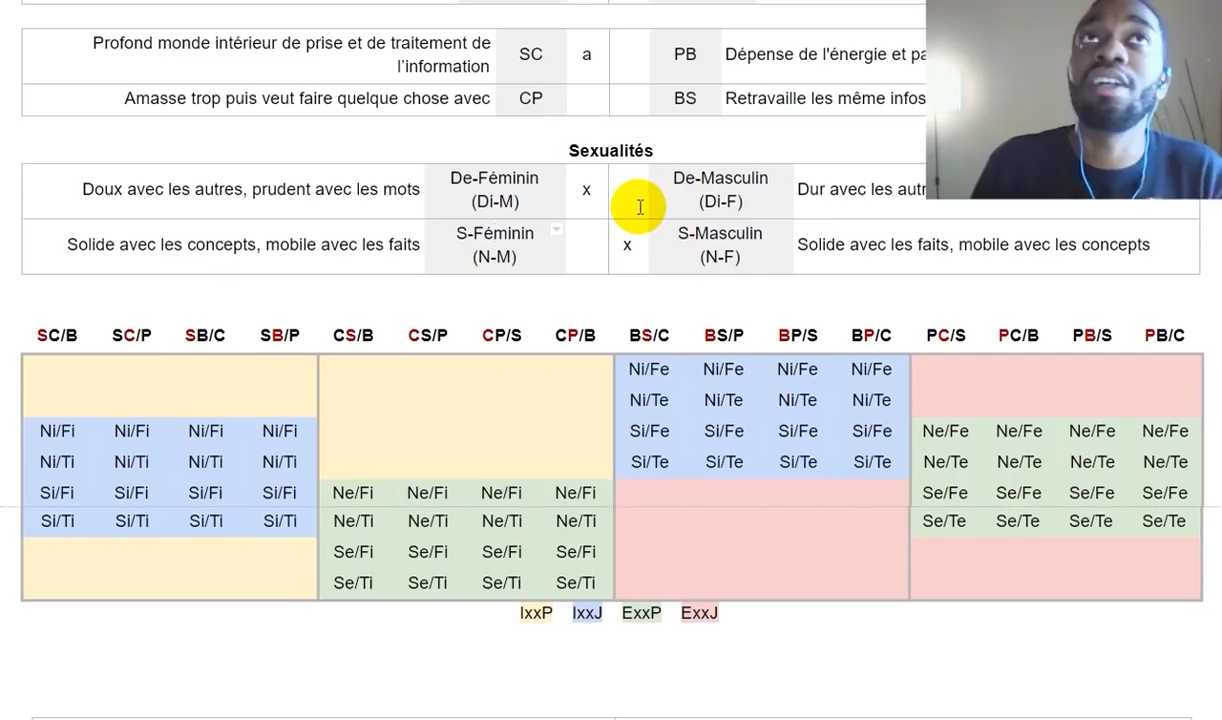 Profond monde intérieur de prise et de traitement de
l'information
SC a PB Dépense de l'énergie et
Amasse trop puis veut faire quelque chose avec CP BS Retravaille les même infos
Sexualités
Doux avec les autres, prudent avec les mots De-Féminin (Di-M) x De-Masculin (Di-F) Dur avec les
Solide avec les concepts, mobile avec les faits S-Féminin (N-M) x S-Masculin (N-F) Solide avec les faits, mobile avec les concepts
SC/B SC/P SB/C SB/P CS/B CS/P CP/S CP/B BS/C BS/P BP/S BP/C PC/S PC/B PB/S PB/C
Ni/Fe Ni/Fe Ni/Fe Ni/Fe
Ni/Te Ni/Te Ni/Te Ni/Te
Ni/Fi Ni/Fi Ni/Fi Ni/Fi Si/Fe Si/Fe Si/Fe Si/Fe Ne/Fe Ne/Fe Ne/Fe Ne/Fe
Ni/Ti Ni/Ti Ni/Ti Ni/Ti Si/Te Si/Te Si/Te Si/Te Ne/Te Ne/Te Ne/Te Ne/Te
Si/Fi Si/Fi Si/Fi Si/Fi Ne/Fi Ne/Fi Ne/Fi Ne/Fi Se/Fe Se/Fe Se/Fe Se/Fe
Si/Ti Si/Ti Si/Ti Si/Ti Ne/Ti Ne/Ti Ne/Ti Ne/Ti Se/Te Se/Te Se/Te Se/Te
Se/Fi Se/Fi Se/Fi Se/Fi
Se/Ti Se/Ti Se/Ti Se/Ti
IxxP IxxJ ExxP ExxJ